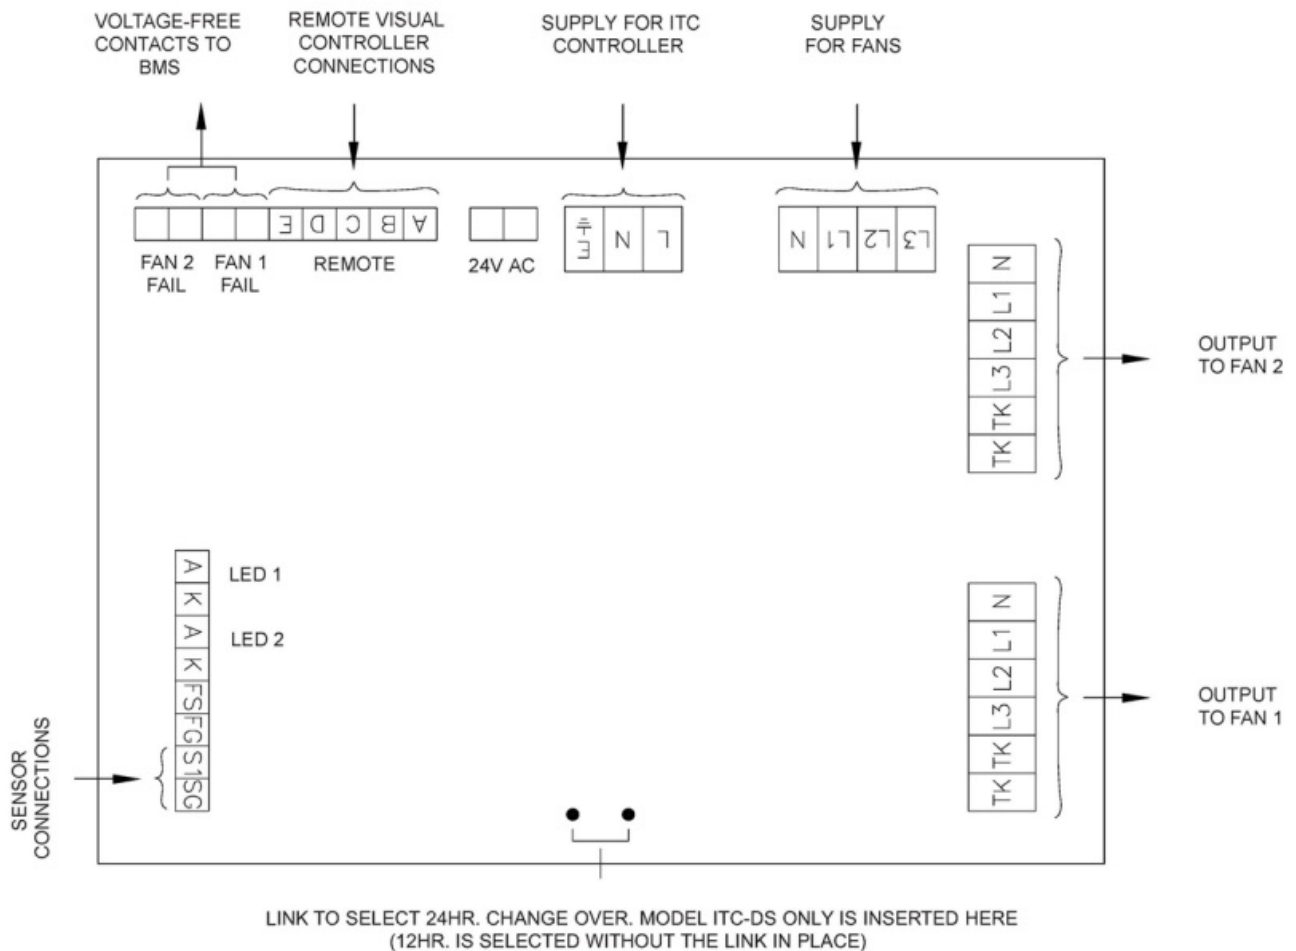 VOLTAGE-FREE
CONTACTS TO
BMS
REMOTE VISUAL
CONTROLLER
CONNECTIONS
SUPPLY FOR ITC
CONTROLLER
SUPPLY
FOR FANS
E D C B A
E N L
N L1 L2 L3
FAN 2
FAIL
FAN 1
FAIL
REMOTE
24V AC
N
L1
L2
L3
TK
TK
OUTPUT
TO FAN 2
A
K
A
K
FS
FG
S1
SG
LED 1
LED 2
SENSOR
CONNECTIONS
N
L1
L2
L3
TK
TK
OUTPUT
TO FAN 1
LINK TO SELECT 24HR. CHANGE OVER. MODEL ITC-DS ONLY IS INSERTED HERE
(12HR. IS SELECTED WITHOUT THE LINK IN PLACE)